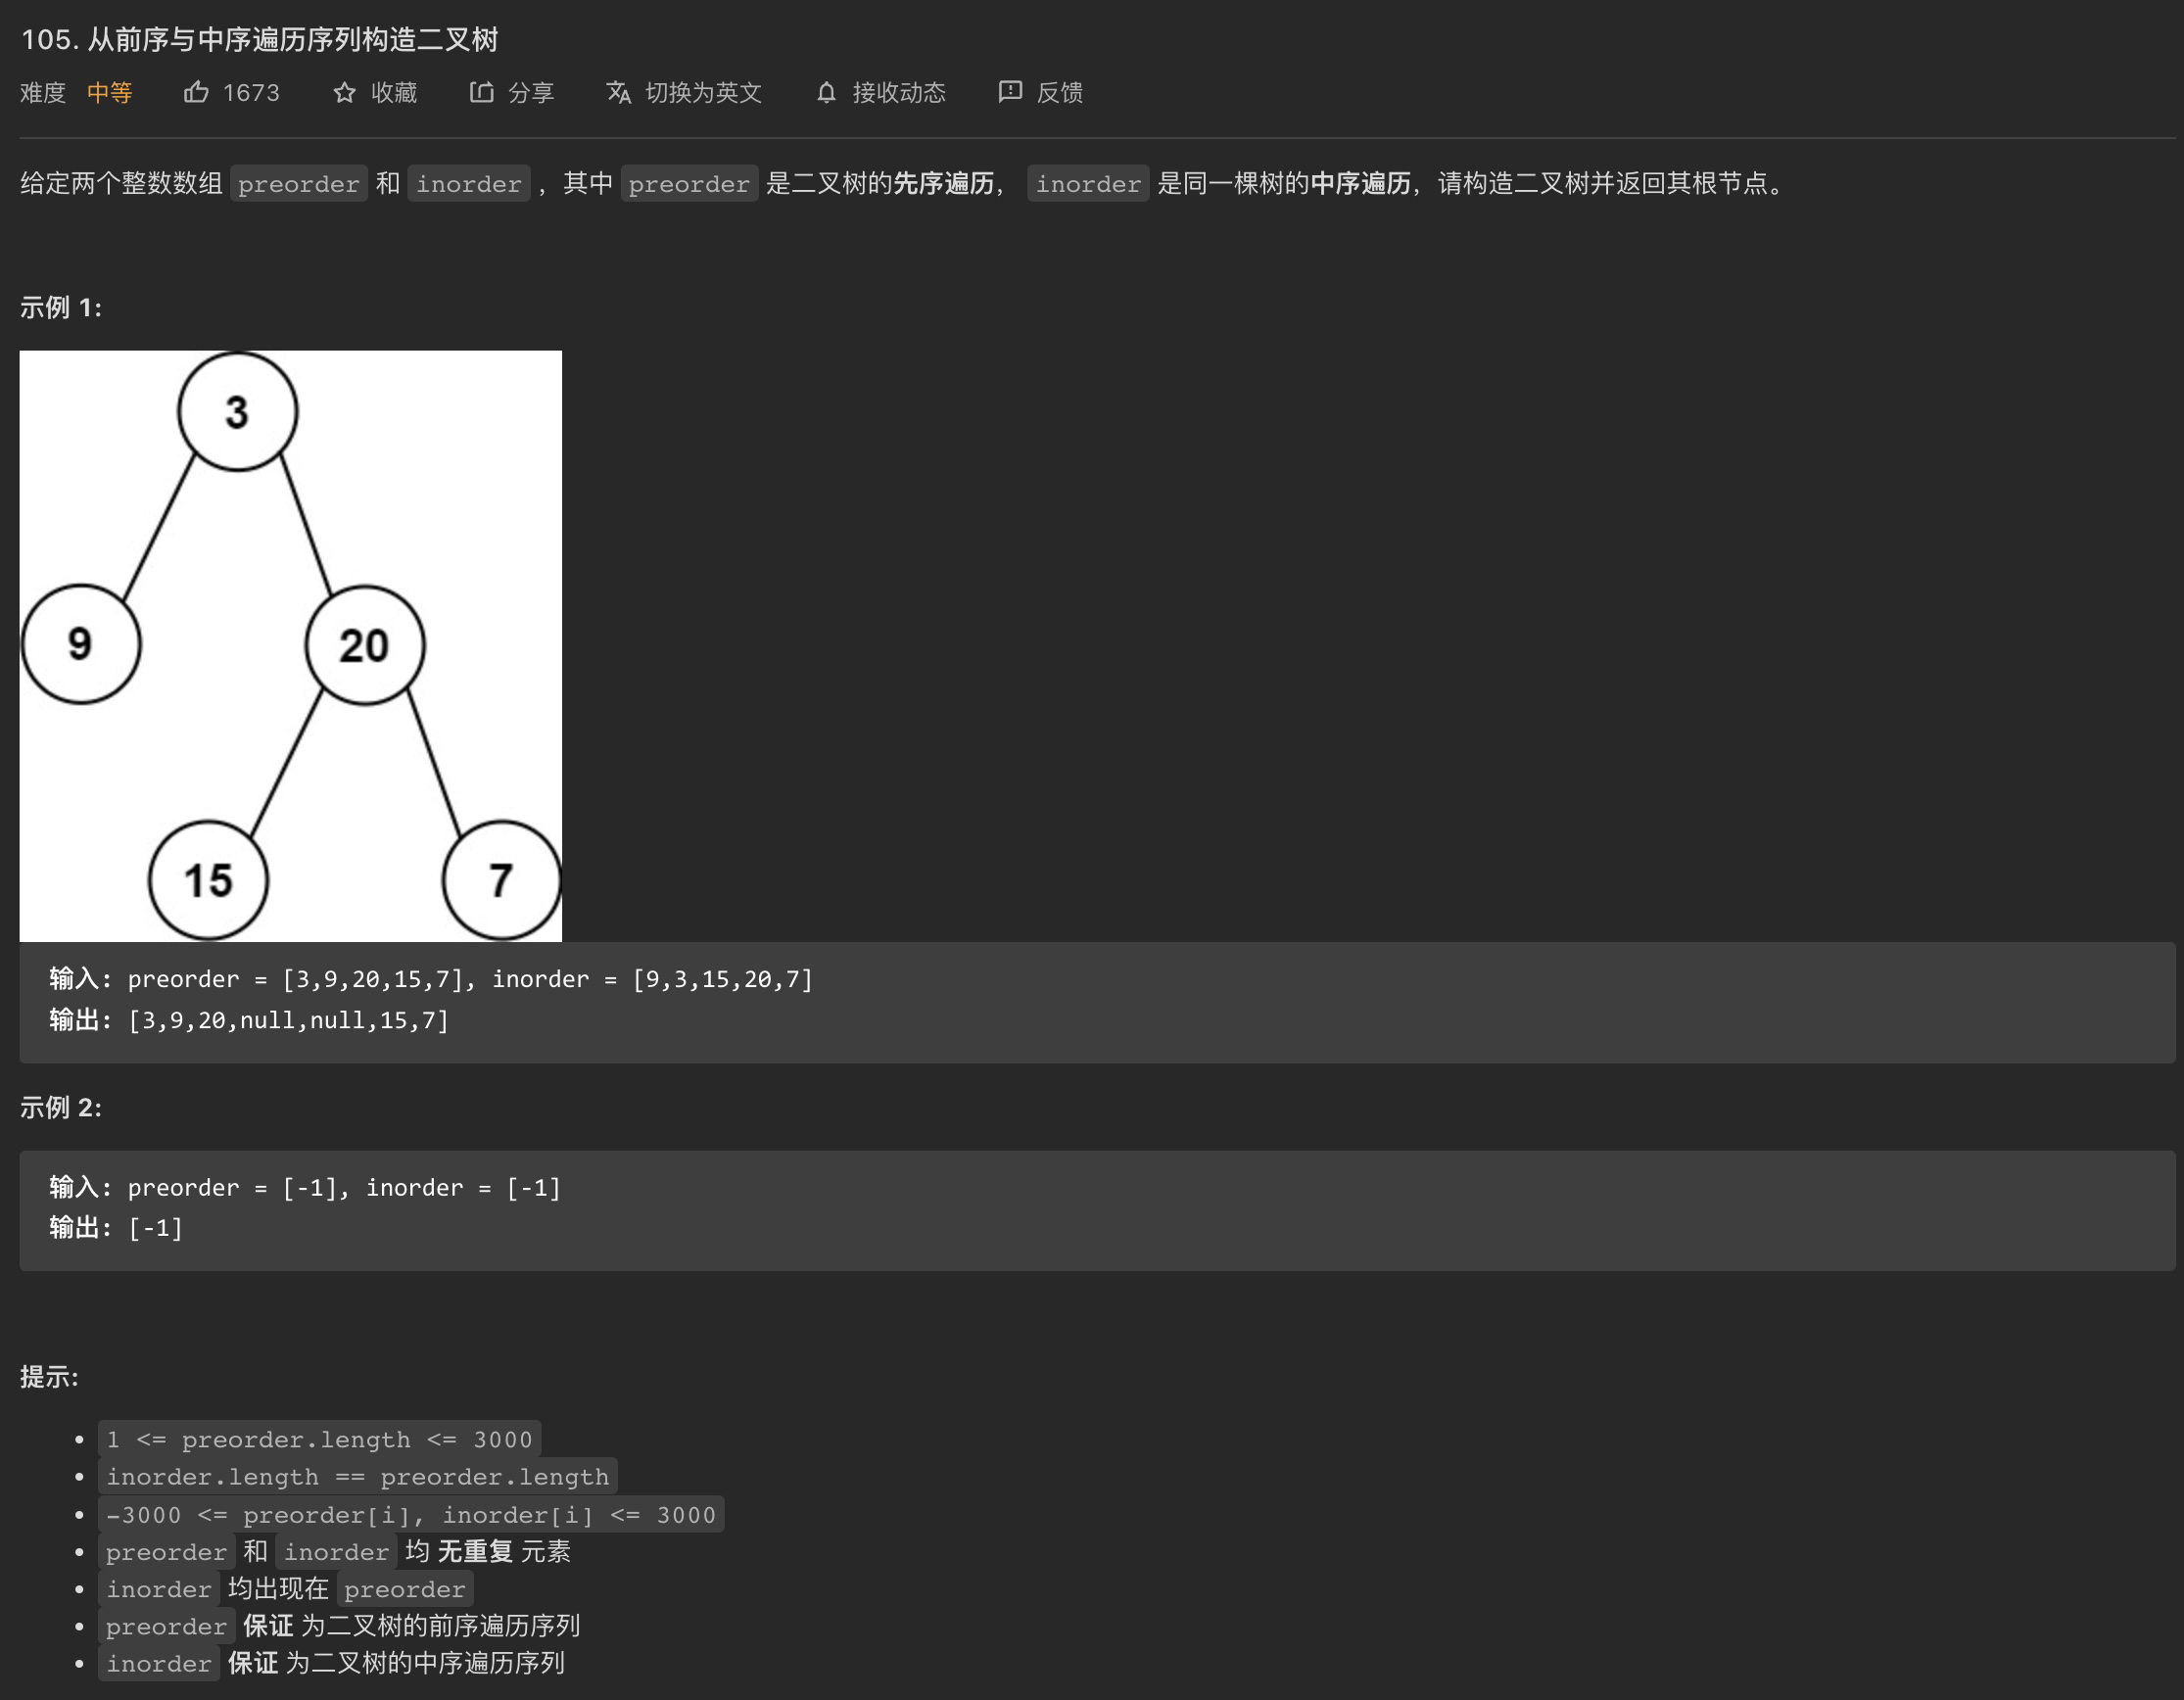 105. 从前序与中序遍历序列构造二叉树
难度 中等 1673 收藏 分享 切换为英文 接收动态 反馈
给定两个整数数组 preorder 和 inorder ，其中 preorder 是二叉树的先序遍历， inorder 是同一棵树的中序遍历，请构造二叉树并返回其根节点。
示例 1:
3
9 20
15 7
输入: preorder = [3,9,20,15,7], inorder = [9,3,15,20,7]
输出: [3,9,20,null,null,15,7]
示例 2:
输入: preorder = [-1], inorder = [-1]
输出: [-1]
提示:
• 1 <= preorder.length <= 3000
• inorder.length == preorder.length
• -3000 <= preorder[i], inorder[i] <= 3000
• preorder 和 inorder 均 无重复 元素
• inorder 均出现在 preorder
• preorder 保证 为二叉树的前序遍历序列
• inorder 保证 为二叉树的中序遍历序列